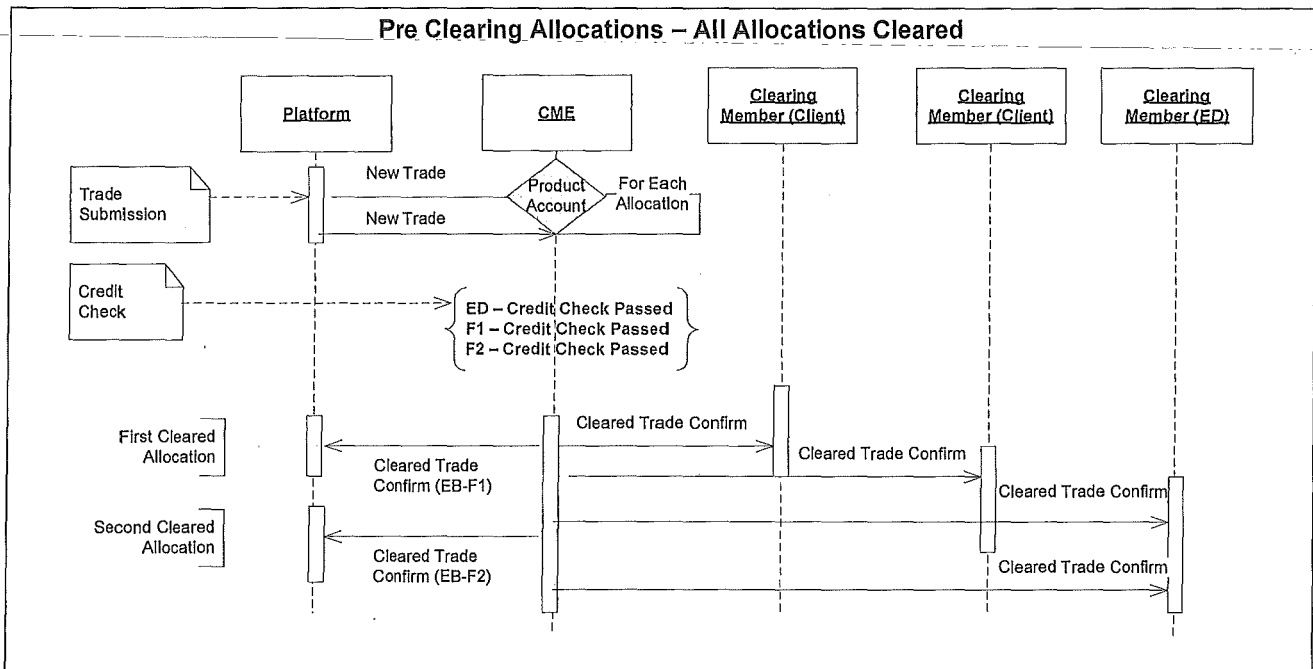 Pre Clearing Allocations – All Allocations Cleared
Platform
CME
Clearing
Member (Client)
Clearing
Member (Client)
Clearing
Member (ED)
Trade
Submission
New Trade
Product
Account
For Each
Allocation
New Trade
Credit
Check
ED – Credit Check Passed
F1 – Credit Check Passed
F2 – Credit Check Passed
First Cleared
Allocation
Cleared Trade Confirm
Cleared Trade
Confirm (EB-F1)
Cleared Trade Confirm
Cleared Trade Confirm
Second Cleared
Allocation
Cleared Trade
Confirm (EB-F2)
Cleared Trade Confirm